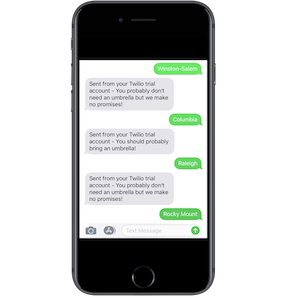 Winston-Salem
Sent from your Twilio trial
account - You probably don't
need an umbrella but we make
no promises!
Columbia
Sent from your Twilio trial
account - You should probably
bring an umbrella!
Raleigh
Sent from your Twilio trial
account - You probably don't
need an umbrella but we make
no promises!
Rocky Mount
Text Message